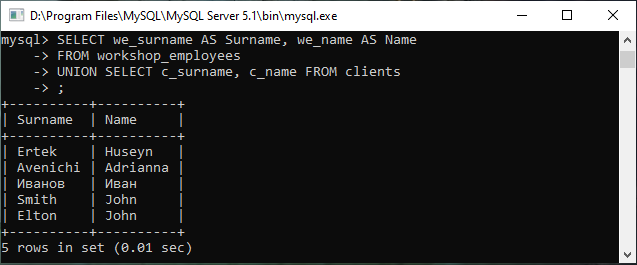 D:\Program Files\MySQL\MySQL Server 5.1\bin\mysql.exe
mysql> SELECT we_surname AS Surname, we_name AS Name
    -> FROM workshop_employees
    -> UNION SELECT c_surname, c_name FROM clients
    -> ;
+----------+----------+
| Surname  | Name     |
+----------+----------+
| Ertek    | Huseyn   |
| Avenichi | Adrianna |
| Иванов   | Иван     |
| Smith    | John     |
| Elton    | John     |
+----------+----------+
5 rows in set (0.01 sec)